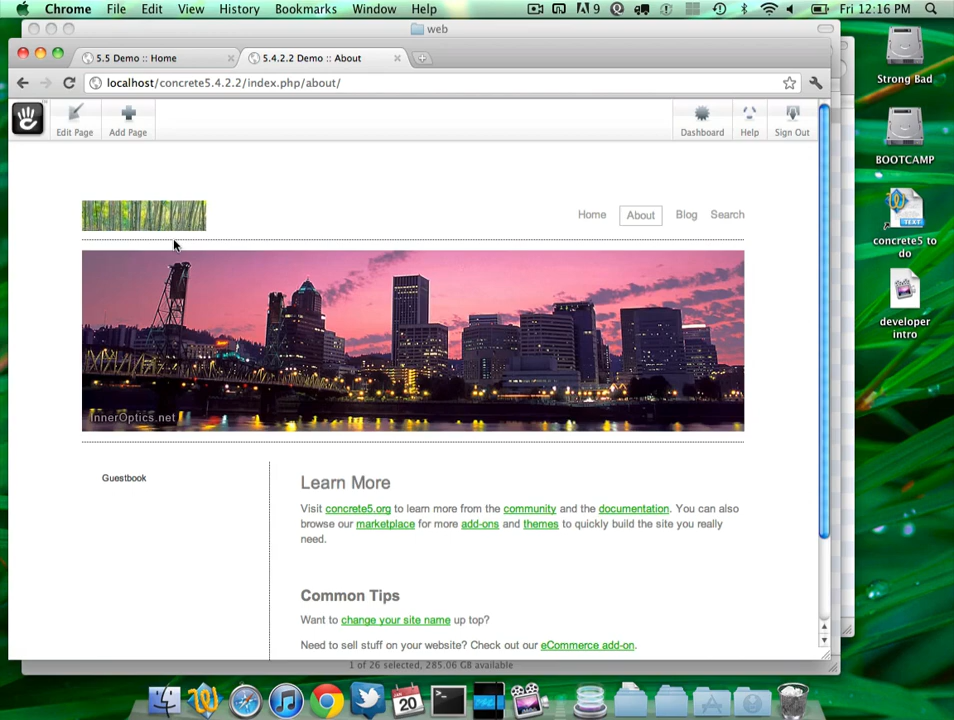 Chrome File Edit View History Bookmarks Window Help 9 Fri 12:16 PM
web
5.5 Demo :: Home 5.4.2.2 Demo :: About
localhost/concrete5.4.2.2/index.php/about/
Edit Page Add Page Dashboard Help Sign Out
Home About Blog Search
InnerOptics.net
Guestbook
Learn More
Visit concrete5.org to learn more from the community and the documentation. You can also
browse our marketplace for more add-ons and themes to quickly build the site you really
need.
Common Tips
Want to change your site name up top?
Need to sell stuff on your website? Check out our eCommerce add-on.
1 of 26 selected, 285.06 GB available
Strong Bad
BOOTCAMP
TEXT
concrete5 to
do
developer
intro
20